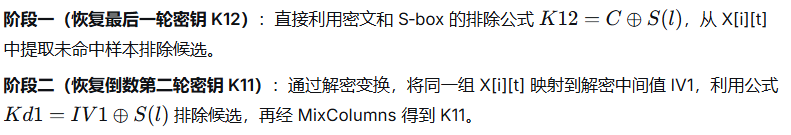 阶段一（恢复最后一轮密钥 K12）：直接利用密文和 S-box 的排除公式 K12 = C ⊕ S(l)，从 X[i][t]
中提取未命中样本排除候选。
阶段二（恢复倒数第二轮密钥 K11）：通过解密变换，将同一组 X[i][t] 映射到解密中间值 IV1，利用公式
Kd1 = IV1 ⊕ S(l) 排除候选，再经 MixColumns 得到 K11。